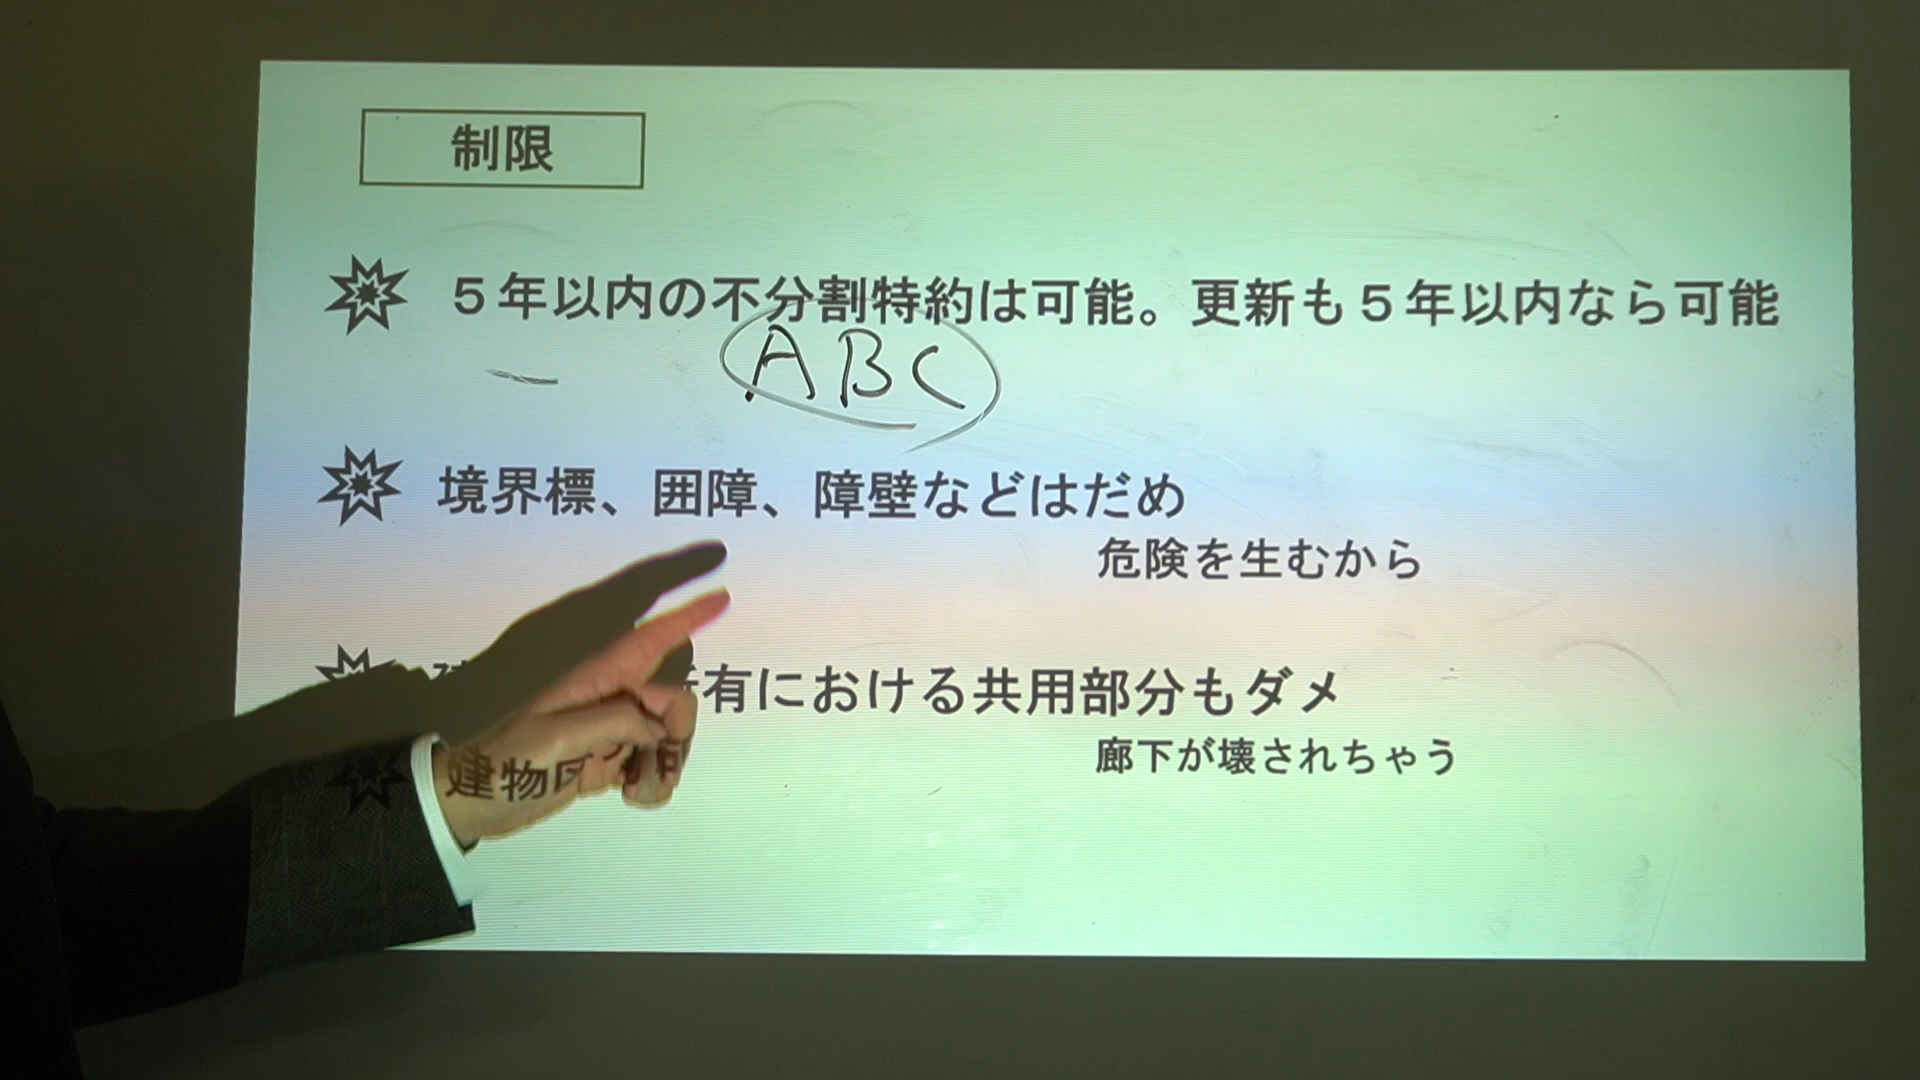 制限
５年以内の不分割特約は可能。更新も５年以内なら可能
ABC
境界標、囲障、障壁などはだめ
危険を生むから
有における共用部分もダメ
建物区
廊下が壊されちゃう